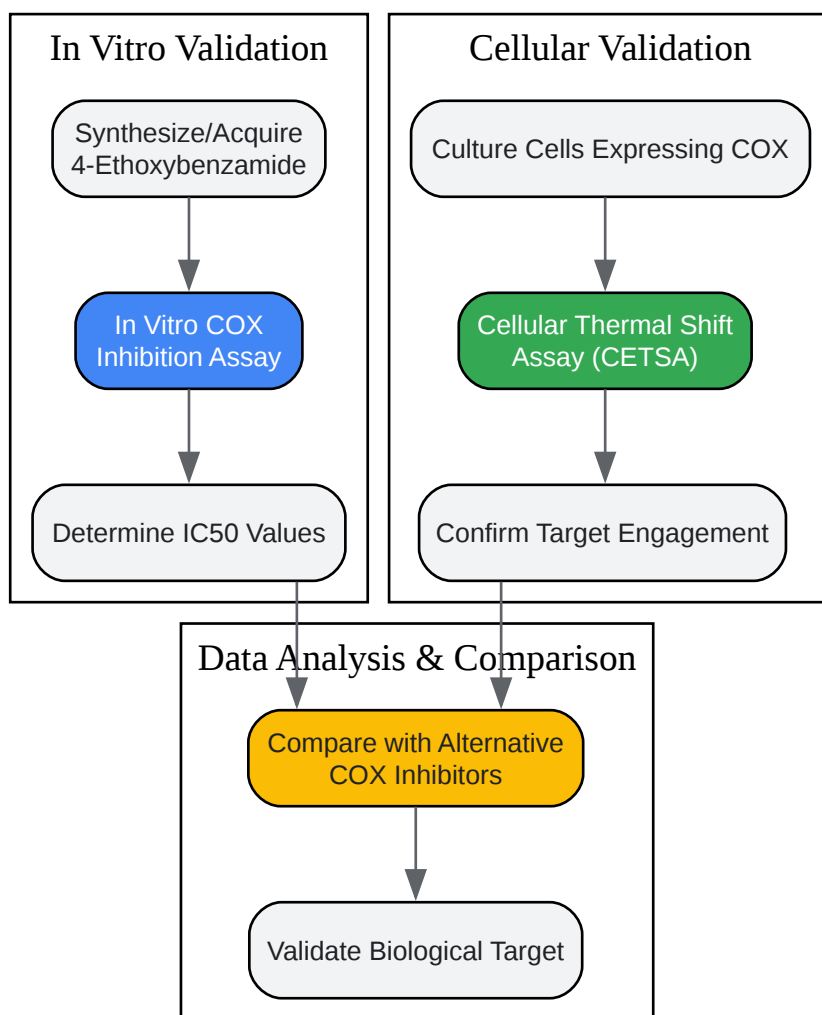 In Vitro Validation
Synthesize/Acquire
4-Ethoxybenzamide
In Vitro COX
Inhibition Assay
Determine IC50 Values
Cellular Validation
Culture Cells Expressing COX
Cellular Thermal Shift
Assay (CETSA)
Confirm Target Engagement
Data Analysis & Comparison
Compare with Alternative
COX Inhibitors
Validate Biological Target